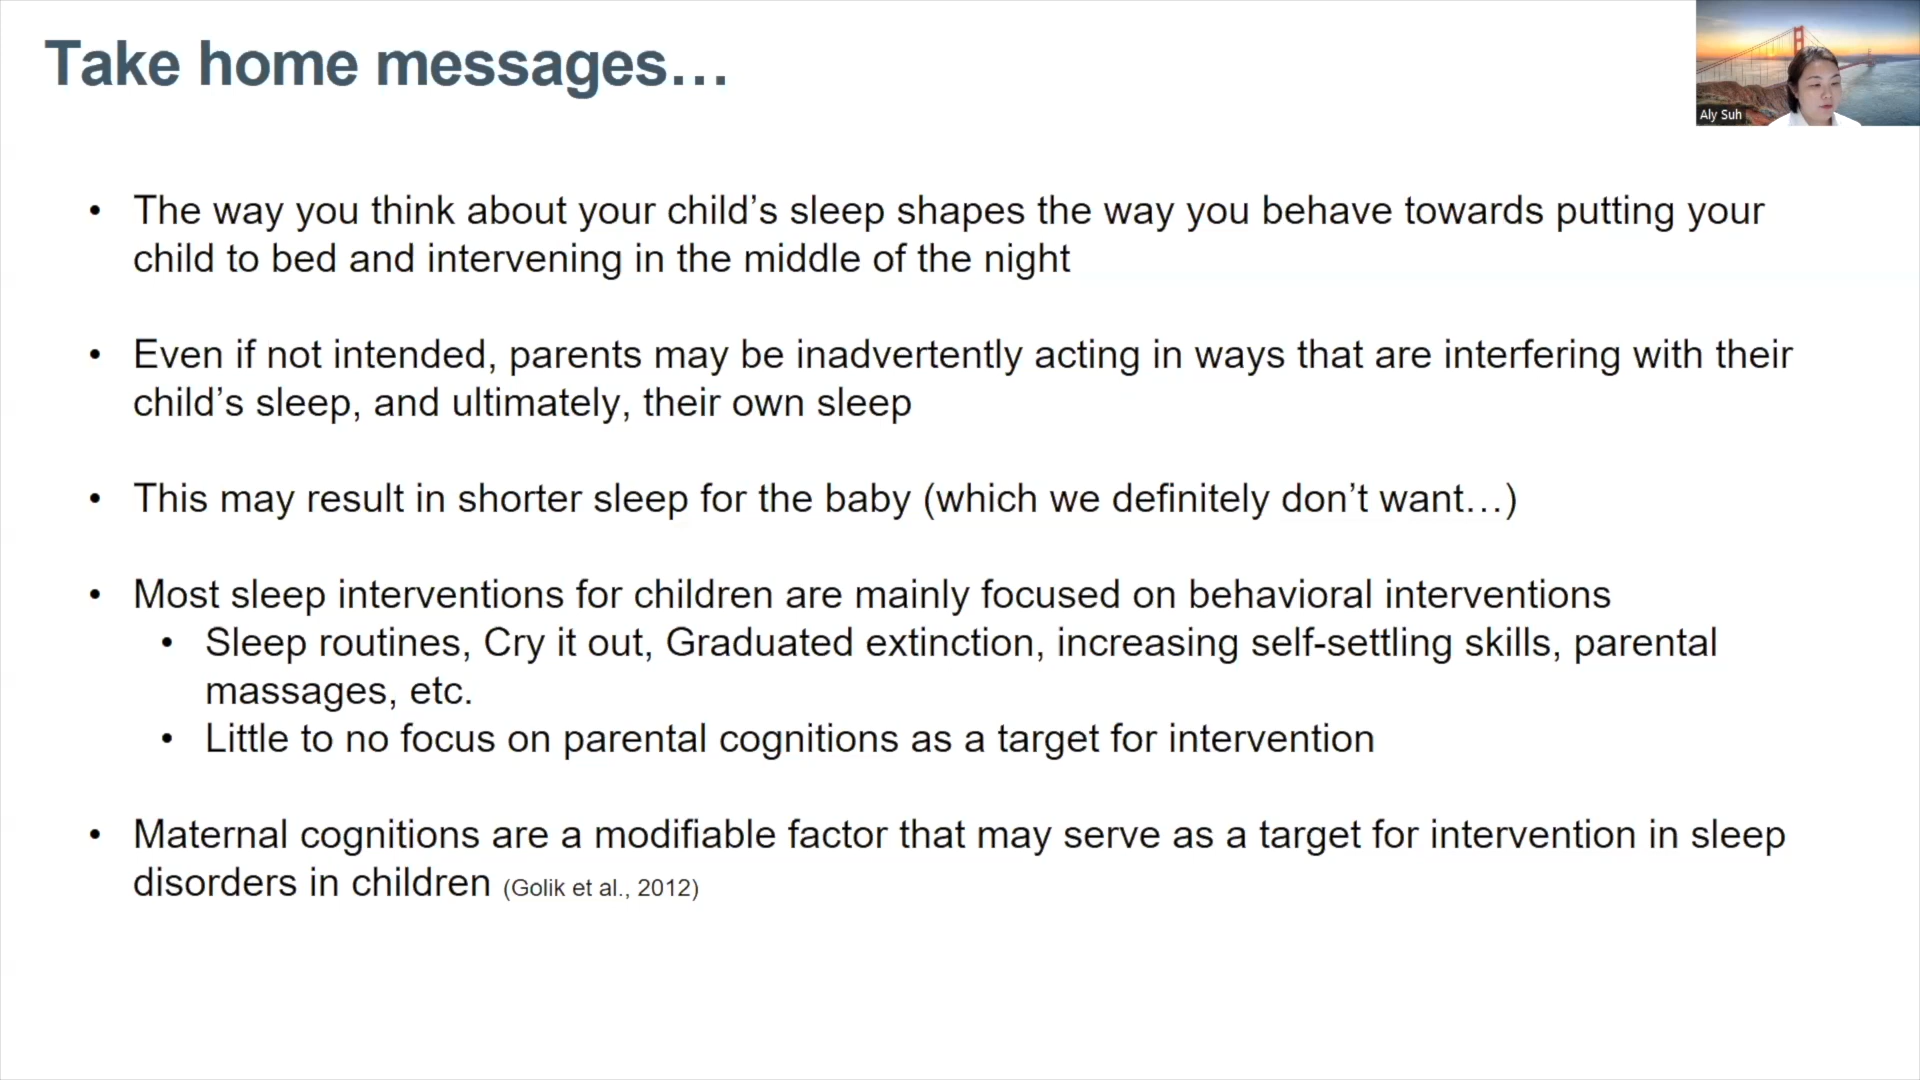 Take home messages…
Aly Suh
• The way you think about your child’s sleep shapes the way you behave towards putting your
child to bed and intervening in the middle of the night
• Even if not intended, parents may be inadvertently acting in ways that are interfering with their
child’s sleep, and ultimately, their own sleep
• This may result in shorter sleep for the baby (which we definitely don’t want…)
• Most sleep interventions for children are mainly focused on behavioral interventions
• Sleep routines, Cry it out, Graduated extinction, increasing self-settling skills, parental
massages, etc.
• Little to no focus on parental cognitions as a target for intervention
• Maternal cognitions are a modifiable factor that may serve as a target for intervention in sleep
disorders in children (Golik et al., 2012)